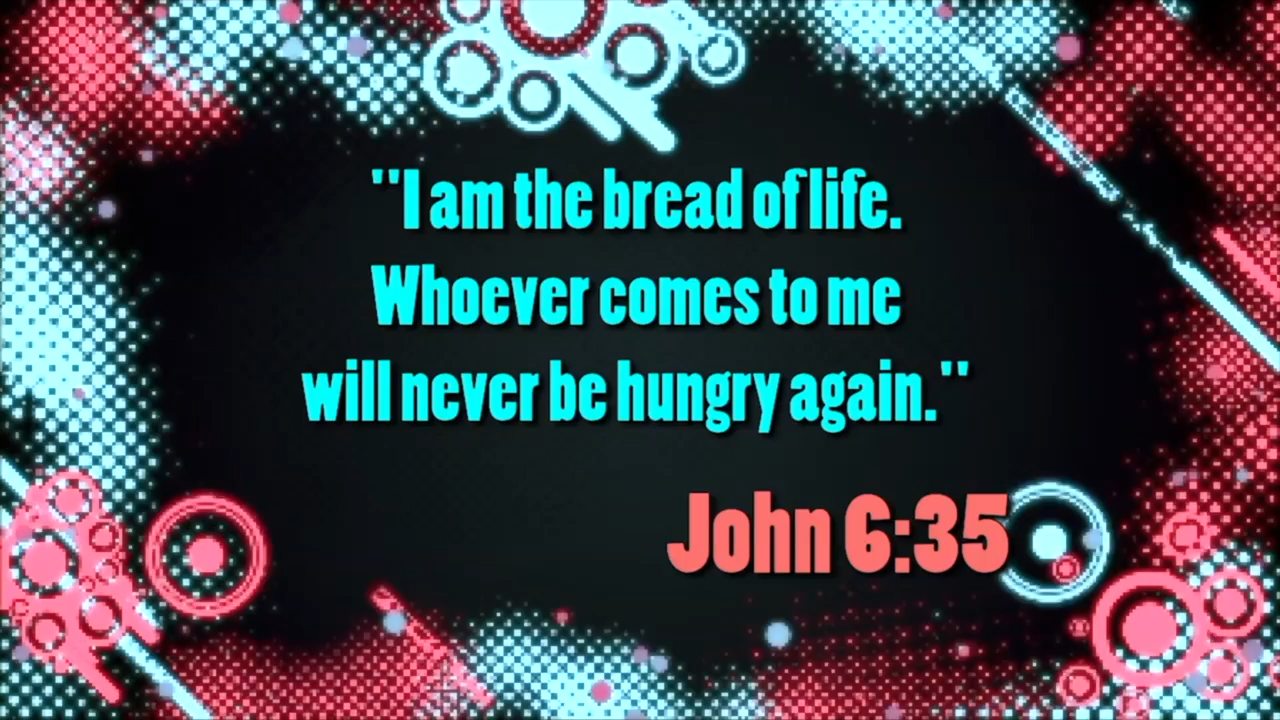 "I am the bread of life.
Whoever comes to me
will never be hungry again."
John 6:35